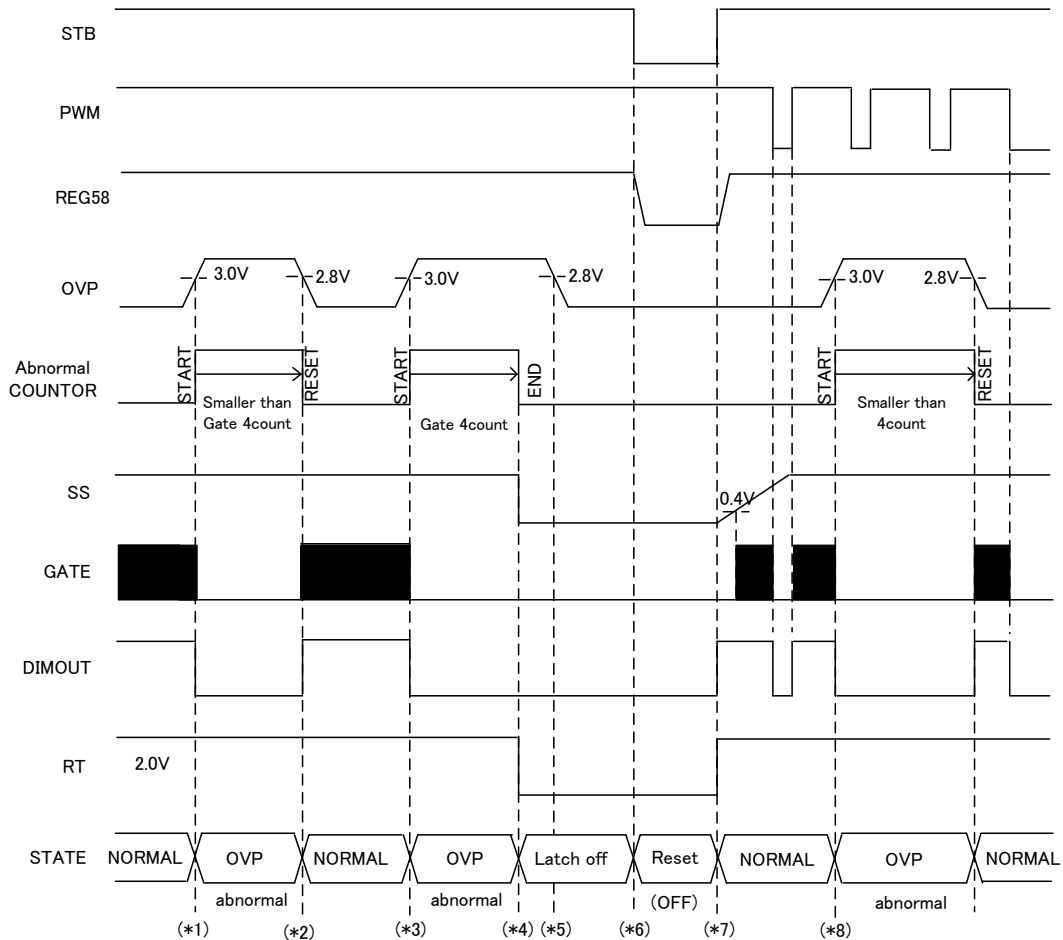 STB
PWM
REG58
OVP
3.0V
2.8V
3.0V
2.8V
3.0V
2.8V
Abnormal
COUNTOR
START
RESET
START
END
START
RESET
Smaller than
Gate 4count
Gate 4count
Smaller than
4count
SS
0.4V
GATE
DIMOUT
RT
2.0V
STATE
NORMAL
OVP
NORMAL
OVP
Latch off
Reset
NORMAL
OVP
NORMAL
abnormal
abnormal
(OFF)
abnormal
(*1)
(*2)
(*3)
(*4)
(*5)
(*6)
(*7)
(*8)